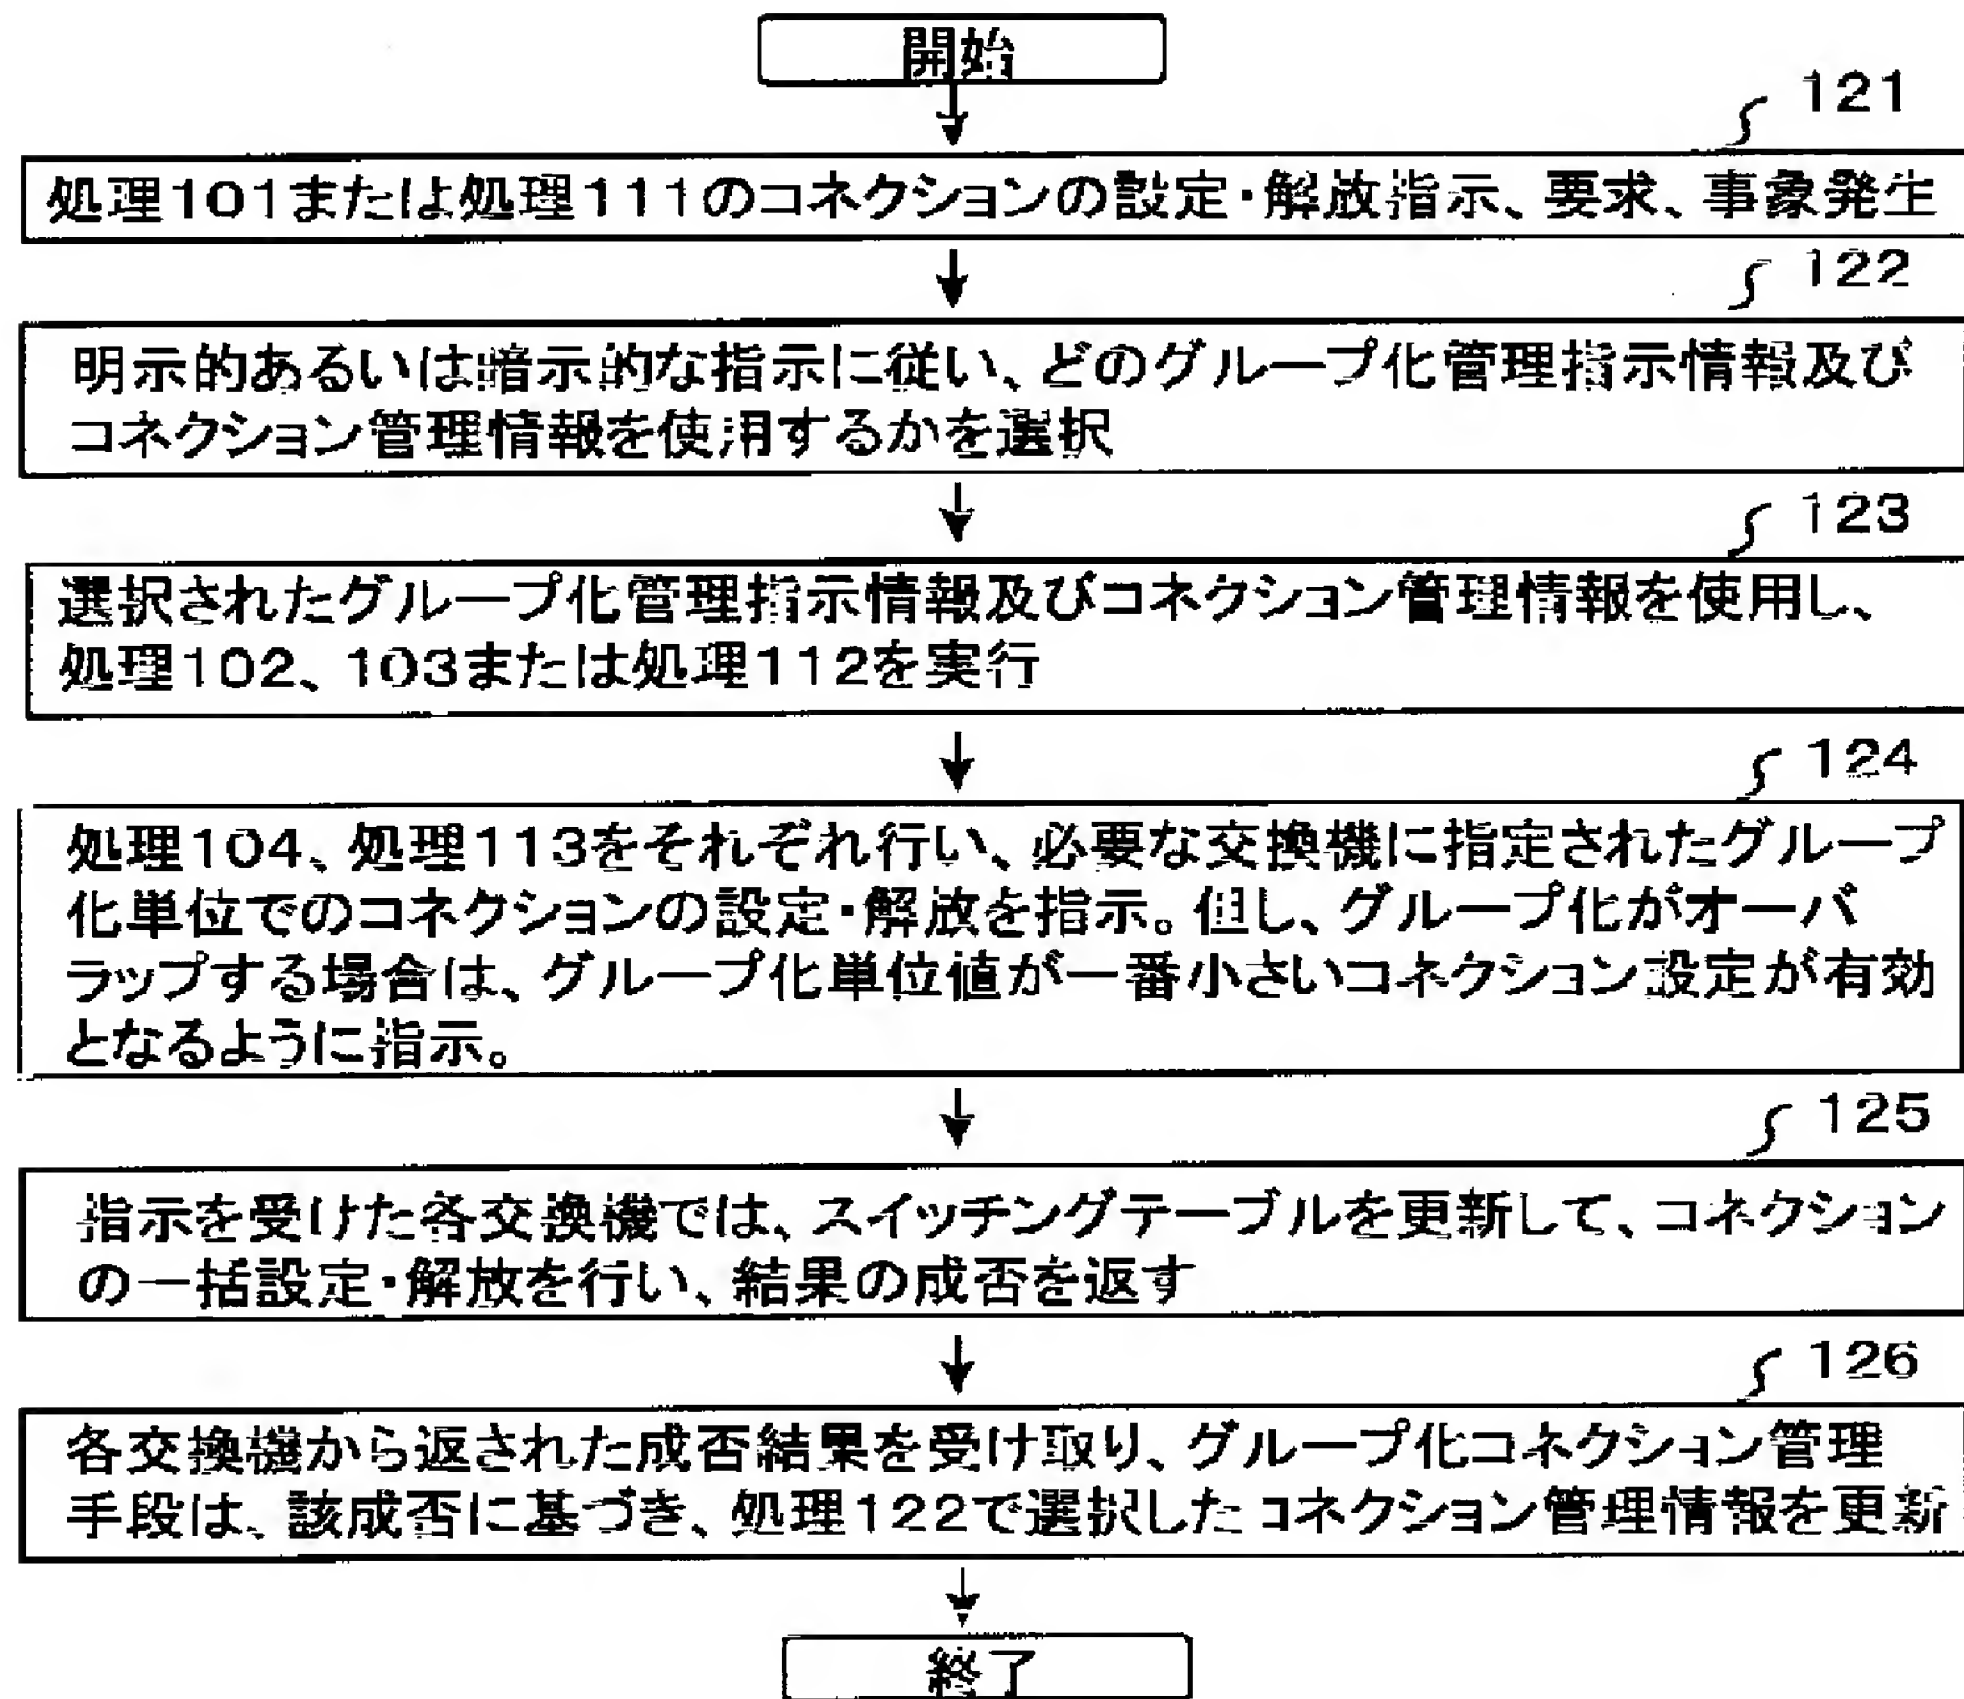 開始
121
処理101または処理111のコネクションの設定・解放指示、要求、事象発生
122
明示的あるいは暗示的な指示に従い、どのグループ化管理指示情報及び
コネクション管理情報を使用するかを選択
123
選択されたグループ化管理指示情報及びコネクション管理情報を使用し、
処理102、103または処理112を実行
124
処理104、処理113をそれぞれ行い、必要な交換機に指定されたグループ
化単位でのコネクションの設定・解放を指示。但し、グループ化がオーバ
ラップする場合は、グループ化単位値が一番小さいコネクション設定が有効
となるように指示。
125
指示を受けた各交換機では、スイッチングテーブルを更新して、コネクション
の一括設定・解放を行い、結果の成否を返す
126
各交換機から返された成否結果を受け取り、グループ化コネクション管理
手段は、該成否に基づき、処理122で選択したコネクション管理情報を更新
終了